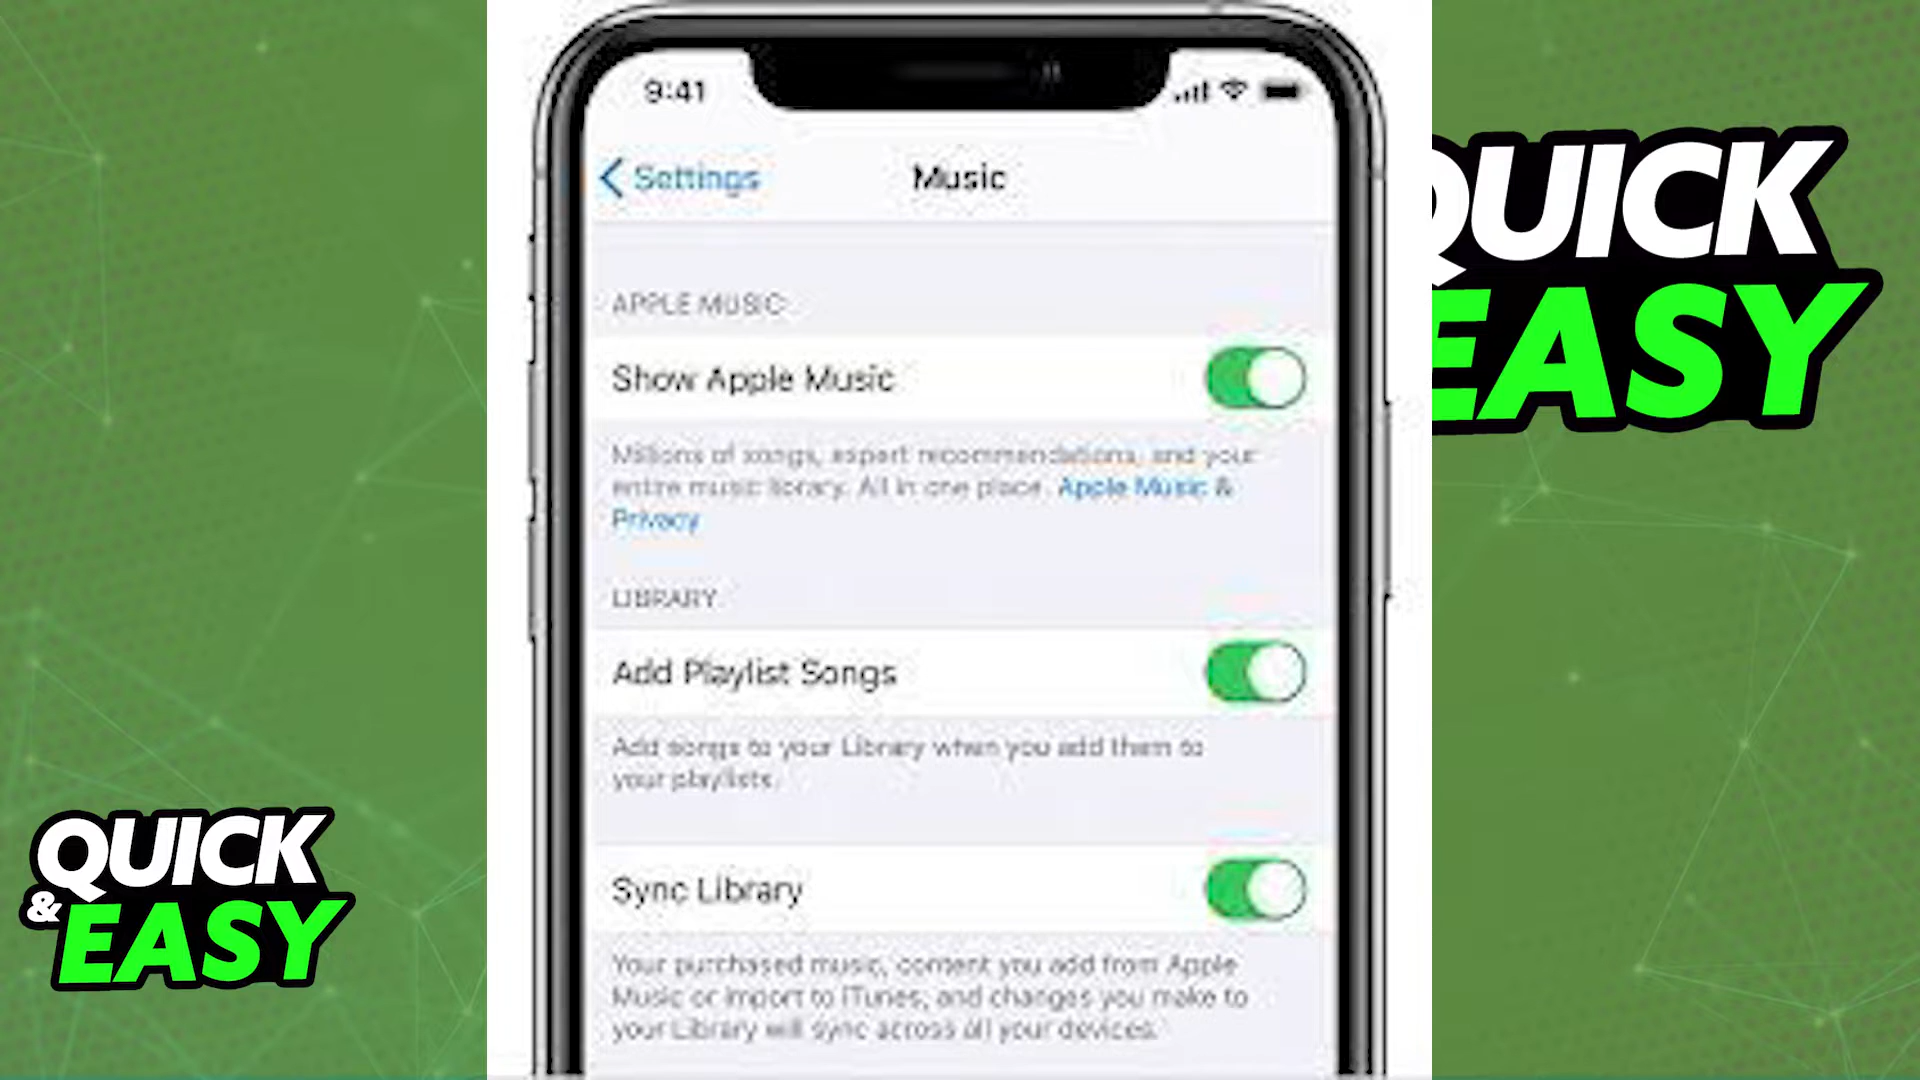 9:41
Settings
Music
APPLE MUSIC
Show Apple Music
Millions of songs, expert recommendations, and your
entire music library. All in one place. Apple Music &
Privacy
LIBRARY
Add Playlist Songs
Add songs to your Library when you add them to
your playlists.
Sync Library
Your purchased music, content you add from Apple
Music or import to iTunes, and changes you make to
your Library will sync across all your devices.
QUICK
EASY
QUICK
& EASY